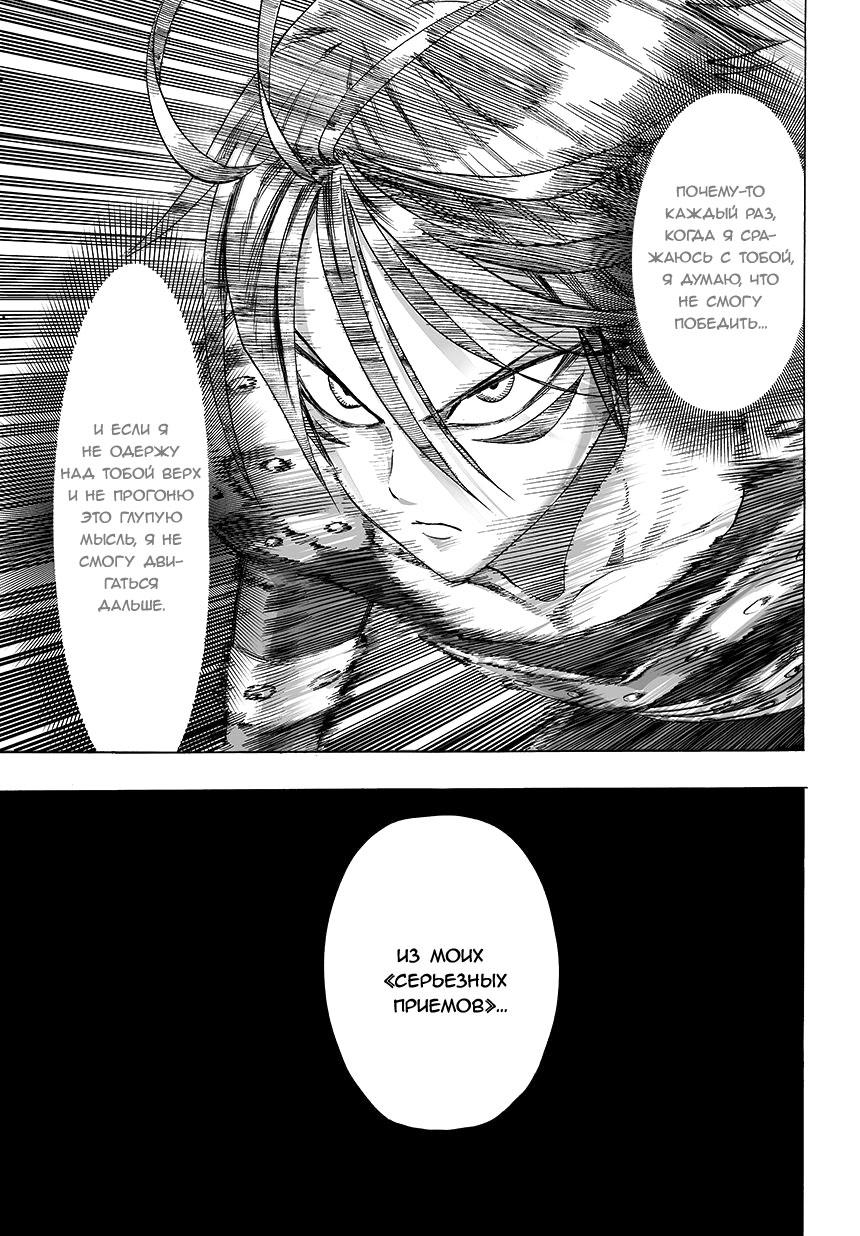 ПОЧЕМУ-ТО
КАЖДЫЙ РАЗ,
КОГДА Я СРА-
ЖАЮСЬ С ТОБОЙ,
Я ДУМАЮ, ЧТО
НЕ СМОГУ
ПОБЕДИТЬ...
И ЕСЛИ Я
НЕ ОДЕРЖУ
НАД ТОБОЙ ВЕРХ
И НЕ ПРОГОНЮ
ЭТО ГЛУПУЮ
МЫСЛЬ, Я НЕ
СМОГУ ДВИ-
ГАТЬСЯ
ДАЛЬШЕ.
ИЗ МОИХ
«СЕРЬЕЗНЫХ
ПРИЕМОВ»...